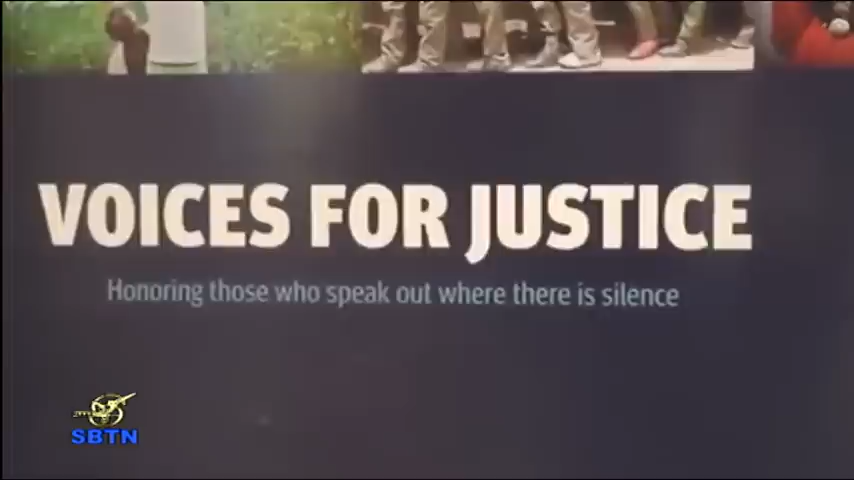 VOICES FOR JUSTICE
Honoring those who speak out where there is silence
SBTN